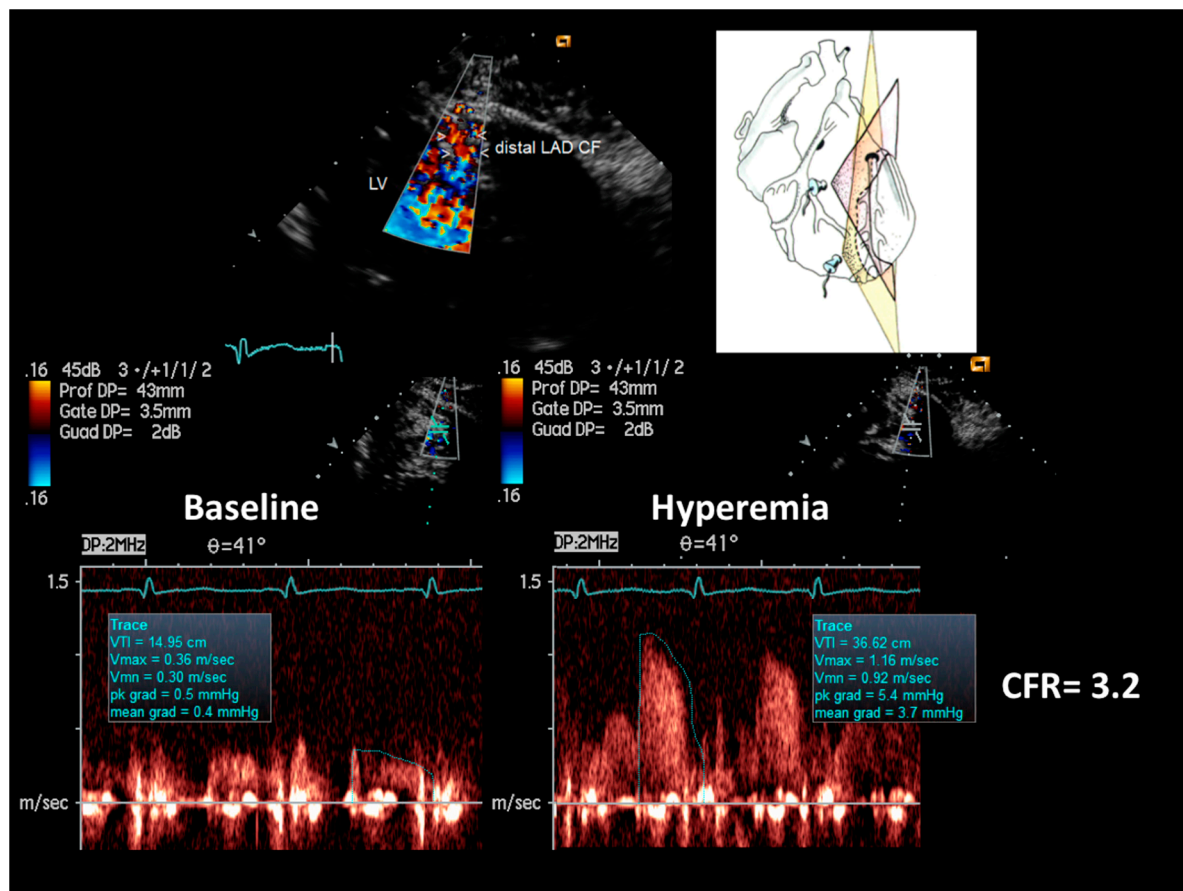 distal LAD CF
LV
.16 45dB 3 •/+1/1/ 2
Prof DP= 43mm
Gate DP= 3.5mm
Guad DP= 2dB
.16
.16 45dB 3 •/+1/1/ 2
Prof DP= 43mm
Gate DP= 3.5mm
Guad DP= 2dB
.16
Baseline
Hyperemia
DP:2MHz θ=41°
DP:2MHz θ=41°
1.5
Trace
VTI = 14.95 cm
Vmax = 0.36 m/sec
Vmn = 0.30 m/sec
pk grad = 0.5 mmHg
mean grad = 0.4 mmHg
m/sec
1.5
Trace
VTI = 36.62 cm
Vmax = 1.16 m/sec
Vmn = 0.92 m/sec
pk grad = 5.4 mmHg
mean grad = 3.7 mmHg
m/sec
CFR= 3.2